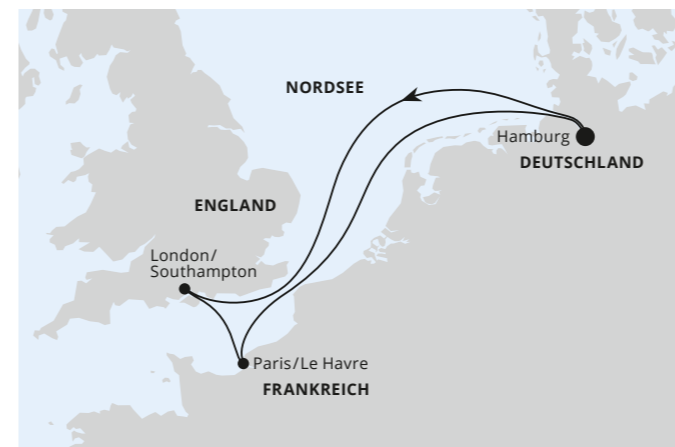 NORDSEE
Hamburg
DEUTSCHLAND
ENGLAND
London/
Southampton
Paris/Le Havre
FRANKREICH